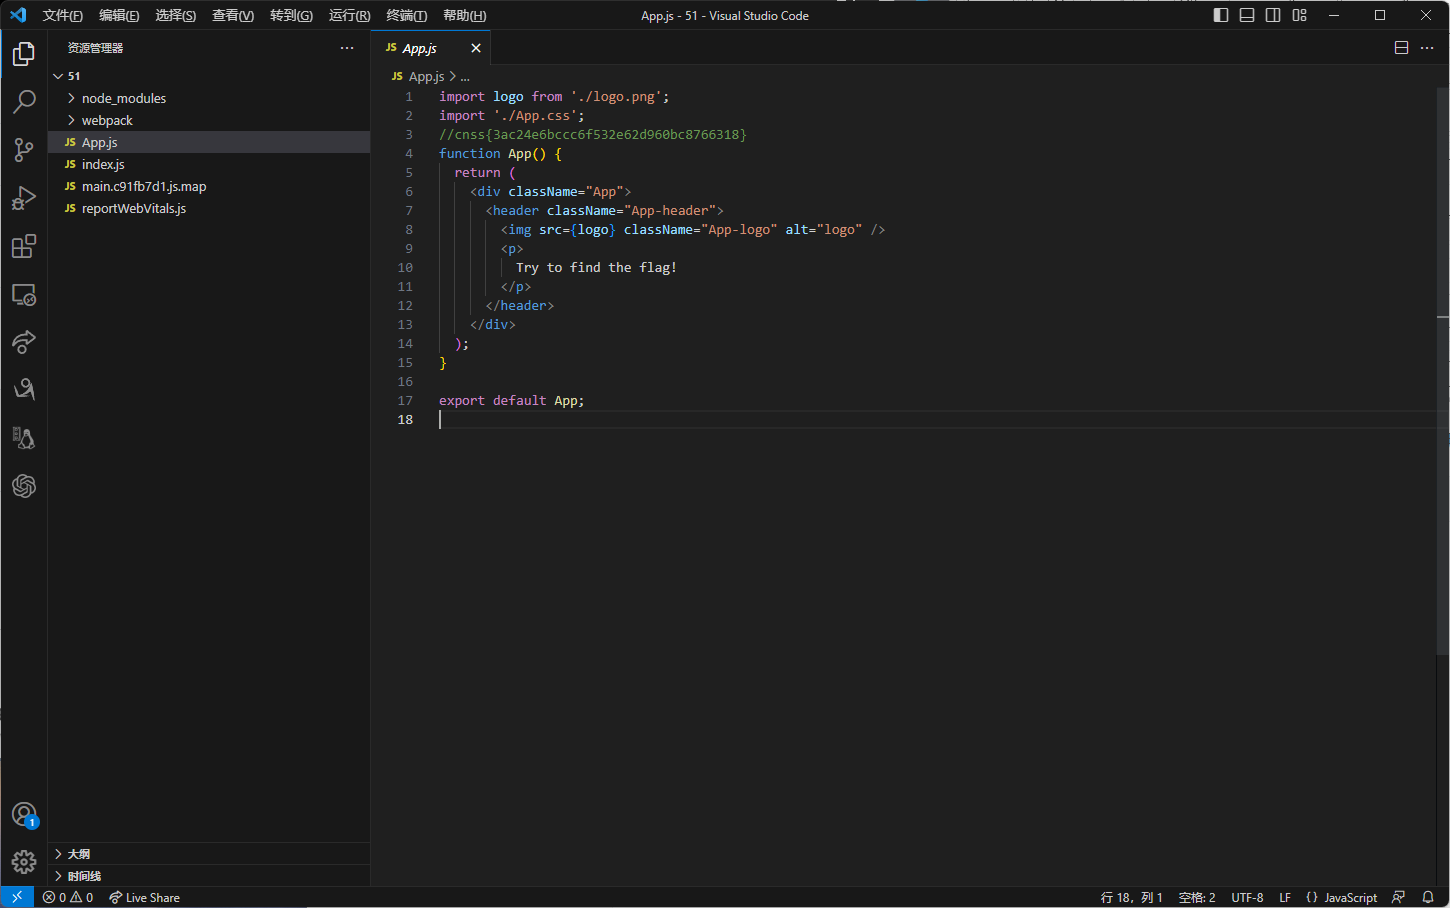 文件(F) 编辑(E) 选择(S) 查看(V) 转到(G) 运行(R) 终端(T) 帮助(H) App.js - 51 - Visual Studio Code
资源管理器
51
node_modules
webpack
JS App.js
JS index.js
JS main.c91fb7d1.js.map
JS reportWebVitals.js
大纲
时间线
JS App.js
JS App.js > ...
1 import logo from './logo.png';
2 import './App.css';
3 //cnss{3ac24e6bccc6f532e62d960bc8766318}
4 function App() {
5 return (
6 <div className="App">
7 <header className="App-header">
8 <img src={logo} className="App-logo" alt="logo" />
9 <p>
10 Try to find the flag!
11 </p>
12 </header>
13 </div>
14 );
15 }
16
17 export default App;
18
1
0 0 Live Share 行 18，列 1 空格: 2 UTF-8 LF {} JavaScript